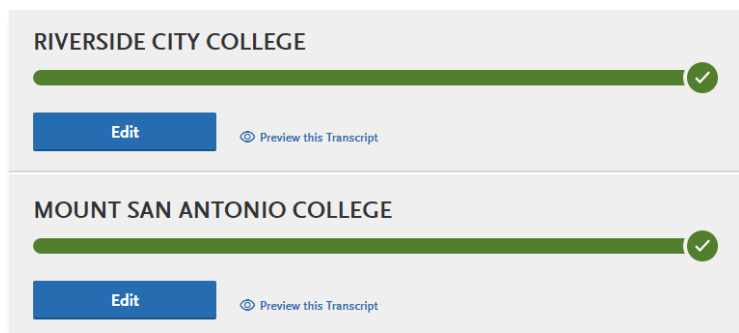 RIVERSIDE CITY COLLEGE
Edit
Preview this Transcript
MOUNT SAN ANTONIO COLLEGE
Edit
Preview this Transcript